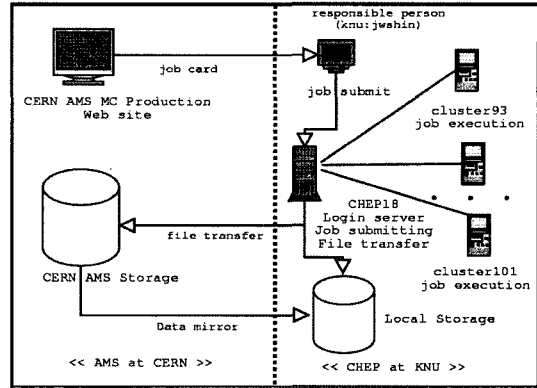 responsible person
(knu:jwshin)
job card
CERN AMS MC Production
Web site
job submit
cluster93
job execution
CHEP18
Login server
Job submitting
File transfer
file transfer
CERN AMS Storage
cluster101
job execution
Local Storage
Data mirror
<< AMS at CERN >>
<< CHEP at KNU >>